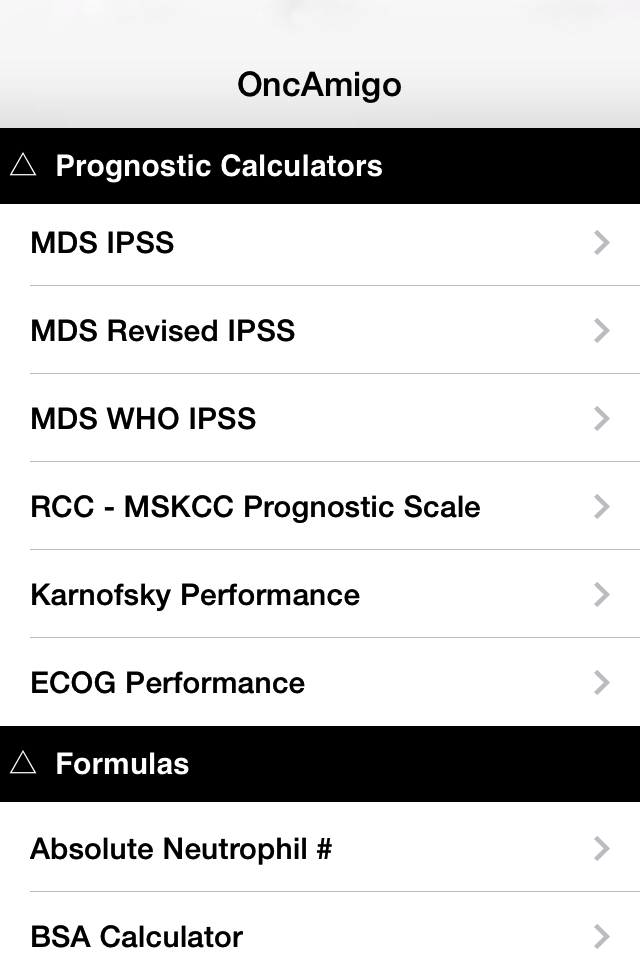 OncAmigo
Prognostic Calculators
MDS IPSS
MDS Revised IPSS
MDS WHO IPSS
RCC - MSKCC Prognostic Scale
Karnofsky Performance
ECOG Performance
Formulas
Absolute Neutrophil #
BSA Calculator